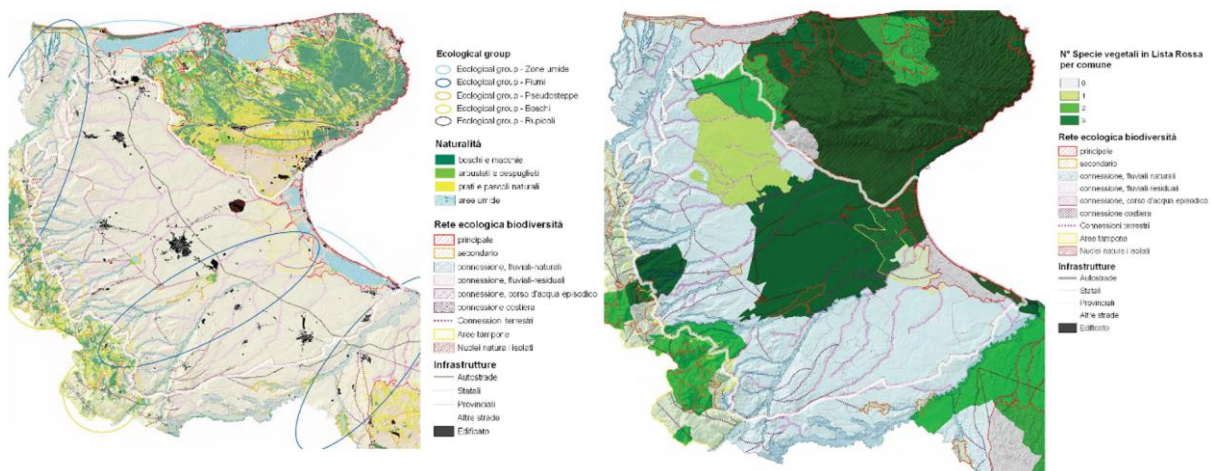 Ecological group
Ecological group - Zone umide
Ecological group - Fiumi
Ecological group - Pseudosteppe
Ecological group - Boschi
Ecological group - Rupicoli
Naturalità
boschi e macchie
arbusteti e cespuglieti
prati e pascoli naturali
aree umide
Rete ecologica biodiversità
principale
secondario
connessione, fluviali-naturali
connessione, fluviali-residuali
connessione, corso d'acqua episodico
connessione costiera
Connessioni terrestri
Aree tampone
Nuclei naturali isolati
Infrastrutture
Autostrade
Statali
Provinciali
Altre strade
Edificato
N° Specie vegetali in Lista Rossa
per comune
0
1
2
Rete ecologica biodiversità
principale
secondario
connessione, fluviali naturali
connessione, fluviali-residuali
connessione, corso d'acqua episodico
connessione costiera
Connessioni terrestri
Aree tampone
Nuclei naturali isolati
Infrastrutture
Autostrade
Statali
Provinciali
Altre strade
Edificato